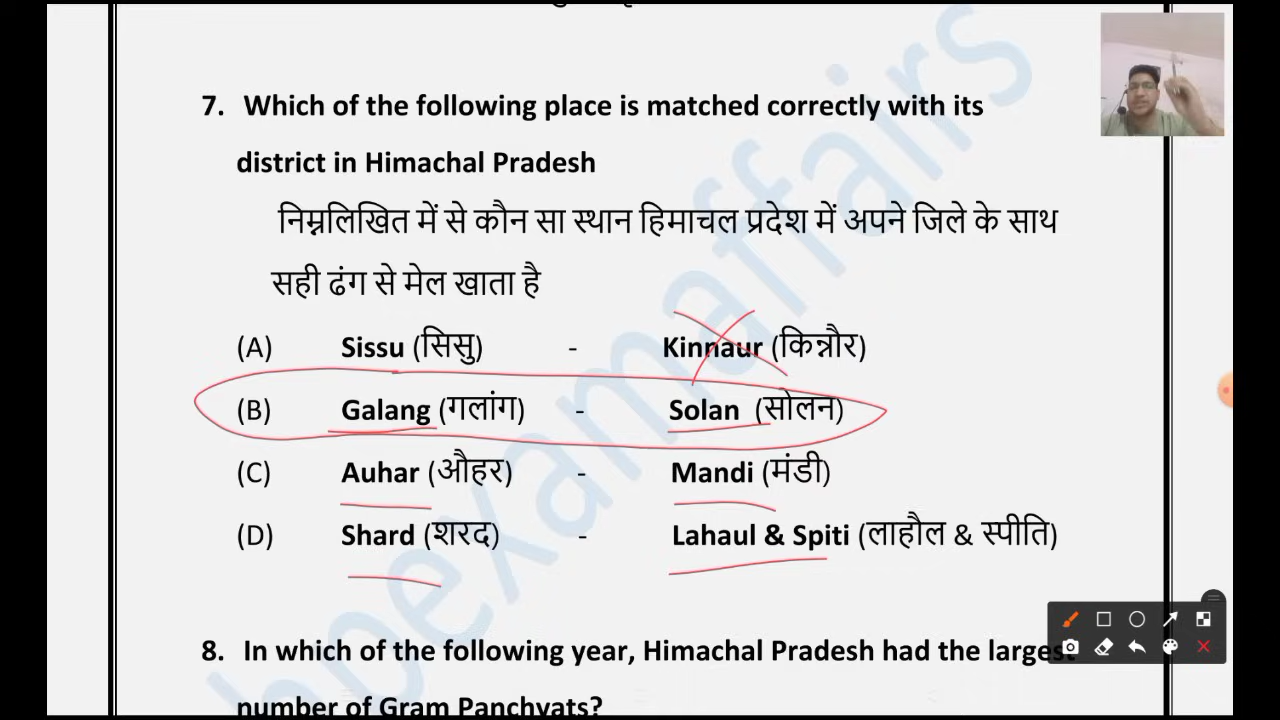 7. Which of the following place is matched correctly with its
district in Himachal Pradesh
निम्नलिखित में से कौन सा स्थान हिमाचल प्रदेश में अपने जिले के साथ
सही ढंग से मेल खाता है
(A) Sissu (सिसु) - Kinnaur (किन्नौर)
(B) Galang (गलांग) - Solan (सोलन)
(C) Auhar (औहर) - Mandi (मंडी)
(D) Shard (शरद) - Lahaul & Spiti (लाहौल & स्पीति)
8. In which of the following year, Himachal Pradesh had the largest
number of Gram Panchyats?
hpexamaffairs